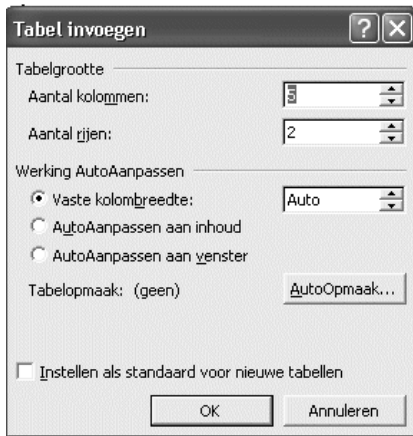 Tabel invoegen
Tabelgrootte
Aantal kolommen: 5
Aantal rijen: 2
Werking AutoAanpassen
Vaste kolombreedte: Auto
AutoAanpassen aan inhoud
AutoAanpassen aan venster
Tabelopmaak: (geen) AutoOpmaak...
Instellen als standaard voor nieuwe tabellen
OK Annuleren